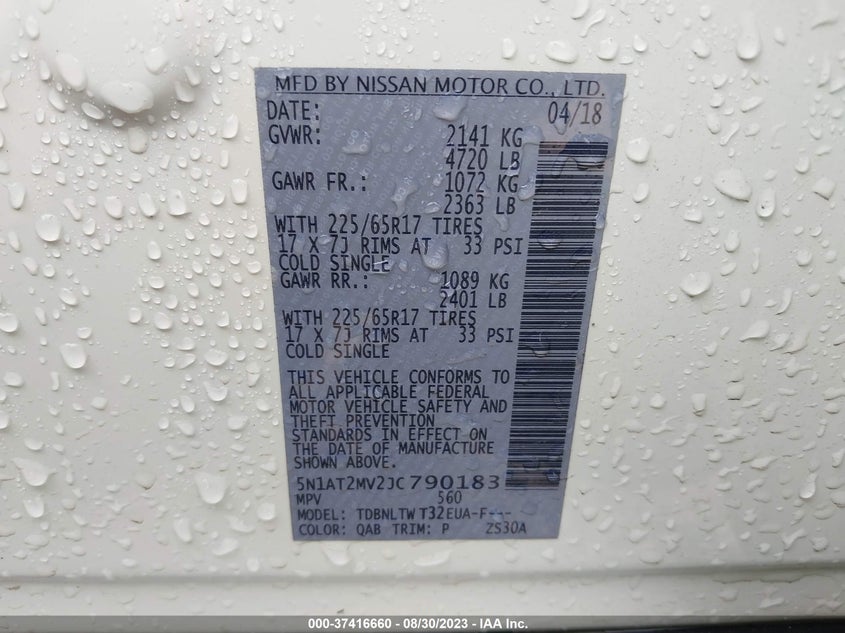 MFD BY NISSAN MOTOR CO., LTD.
DATE: 04/18
GVWR: 2141 KG
4720 LB
GAWR FR.: 1072 KG
2363 LB
WITH 225/65R17 TIRES
17 X 7J RIMS AT 33 PSI
COLD SINGLE
GAWR RR.: 1089 KG
2401 LB
WITH 225/65R17 TIRES
17 X 7J RIMS AT 33 PSI
COLD SINGLE
THIS VEHICLE CONFORMS TO
ALL APPLICABLE FEDERAL
MOTOR VEHICLE SAFETY AND
THEFT PREVENTION
STANDARDS IN EFFECT ON
THE DATE OF MANUFACTURE
SHOWN ABOVE.
5N1AT2MV2JC790183
MPV 560
MODEL: TDBNLTW T32EUA-F---
COLOR: QAB TRIM: P ZS30A
000-37416660 - 08/30/2023 - IAA Inc.